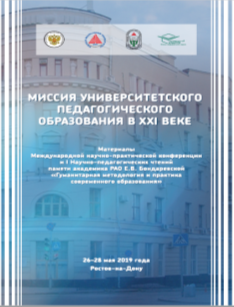 МИССИЯ УНИВЕРСИТЕТСКОГО
ПЕДАГОГИЧЕСКОГО
ОБРАЗОВАНИЯ В XXI ВЕКЕ
Материалы
Международной научно-практической конференции
и I Научно-педагогических чтений
памяти академика РАО Е.В. Бондаревской
«Гуманитарная методология и практика
современного образования»
26-28 мая 2019 года
Ростов-на-Дону